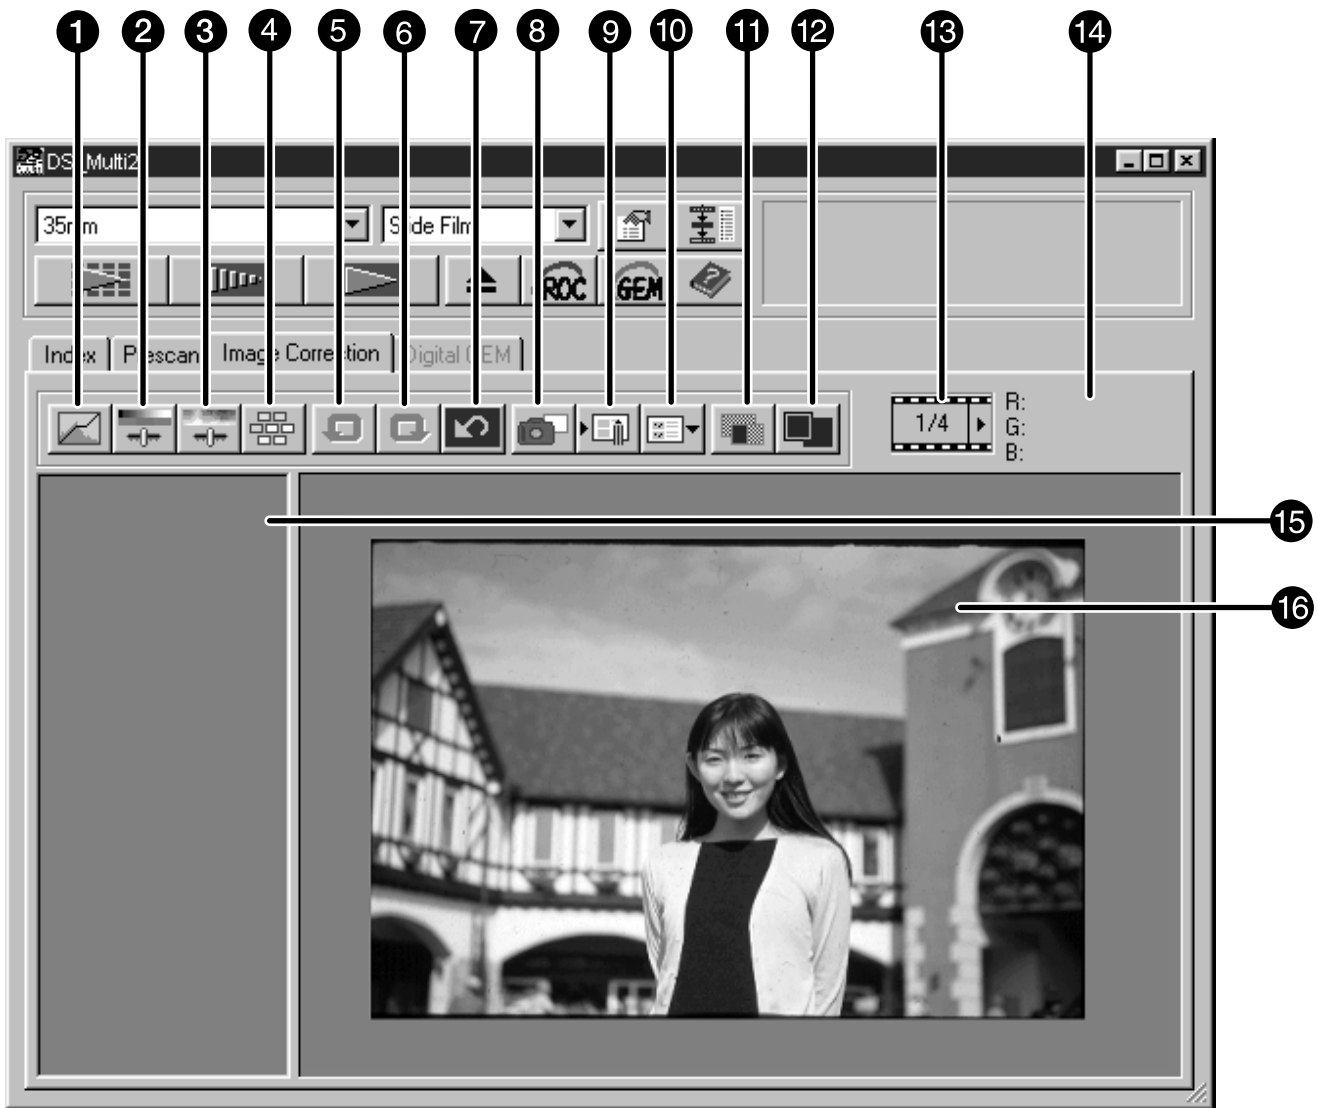 1 2 3 4 5 6 7 8 9 10 11 12 13 14
DS_Multi2
35mm Slide Film
ROC GEM ?
Index Prescan Image Correction Digital GEM
1/4
R:
G:
B:
15
16